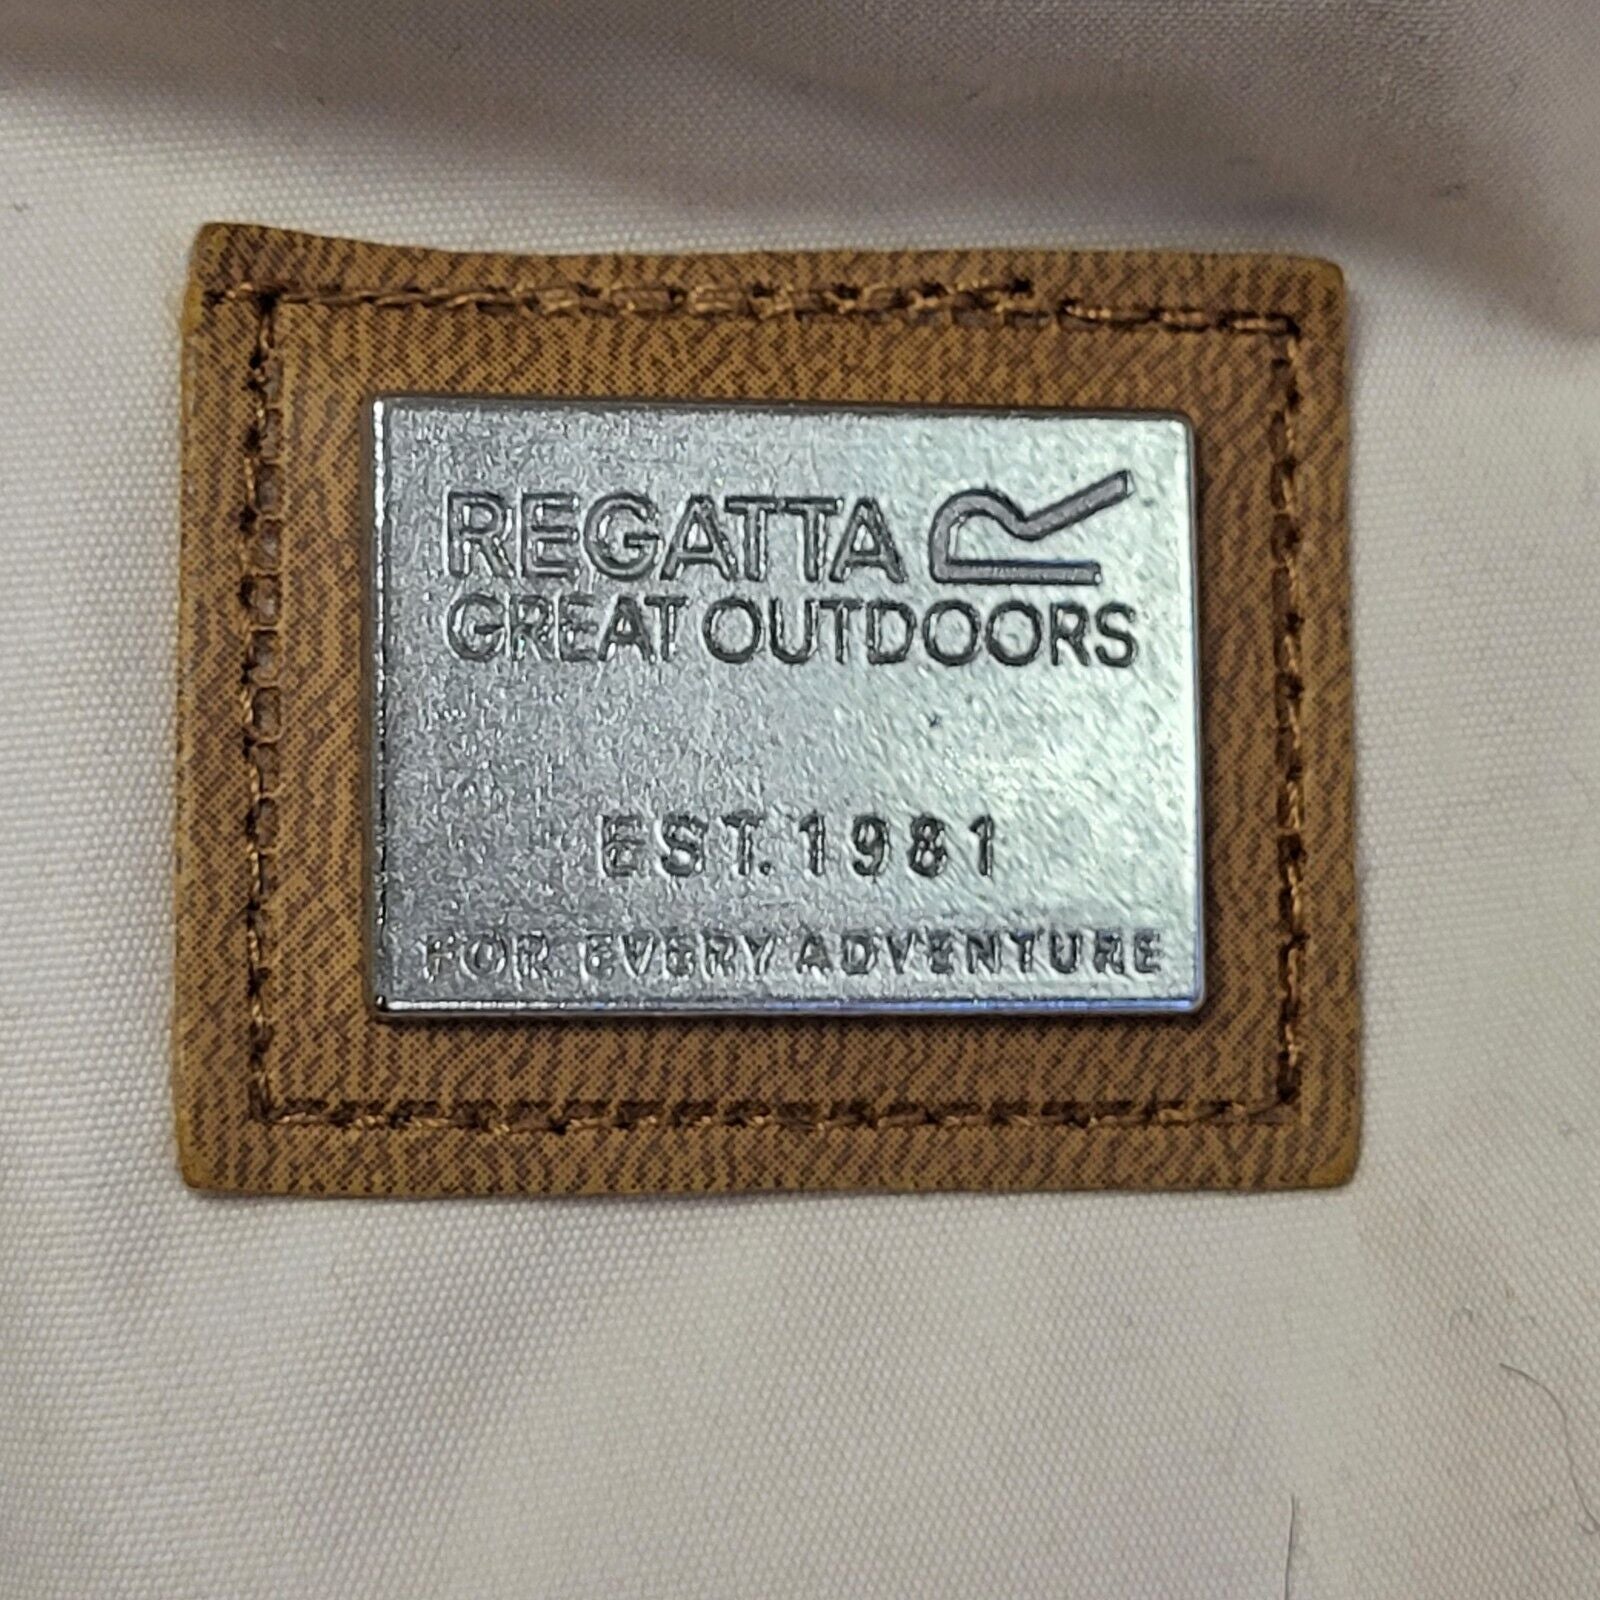 REGATTA
GREAT OUTDOORS
EST. 1981
FOR EVERY ADVENTURE